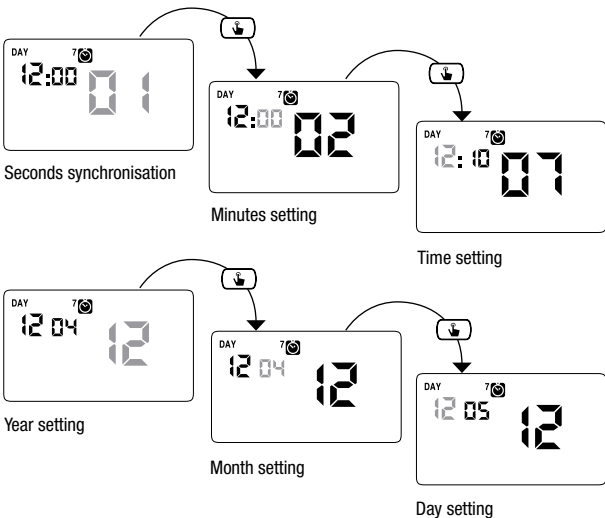 DAY 7
12:00 01
Seconds synchronisation
DAY 7
12:00 02
Minutes setting
DAY 7
12:10 07
Time setting
DAY 7
12 04 12
Year setting
DAY 7
12 04 12
Month setting
DAY 7
12 05 12
Day setting